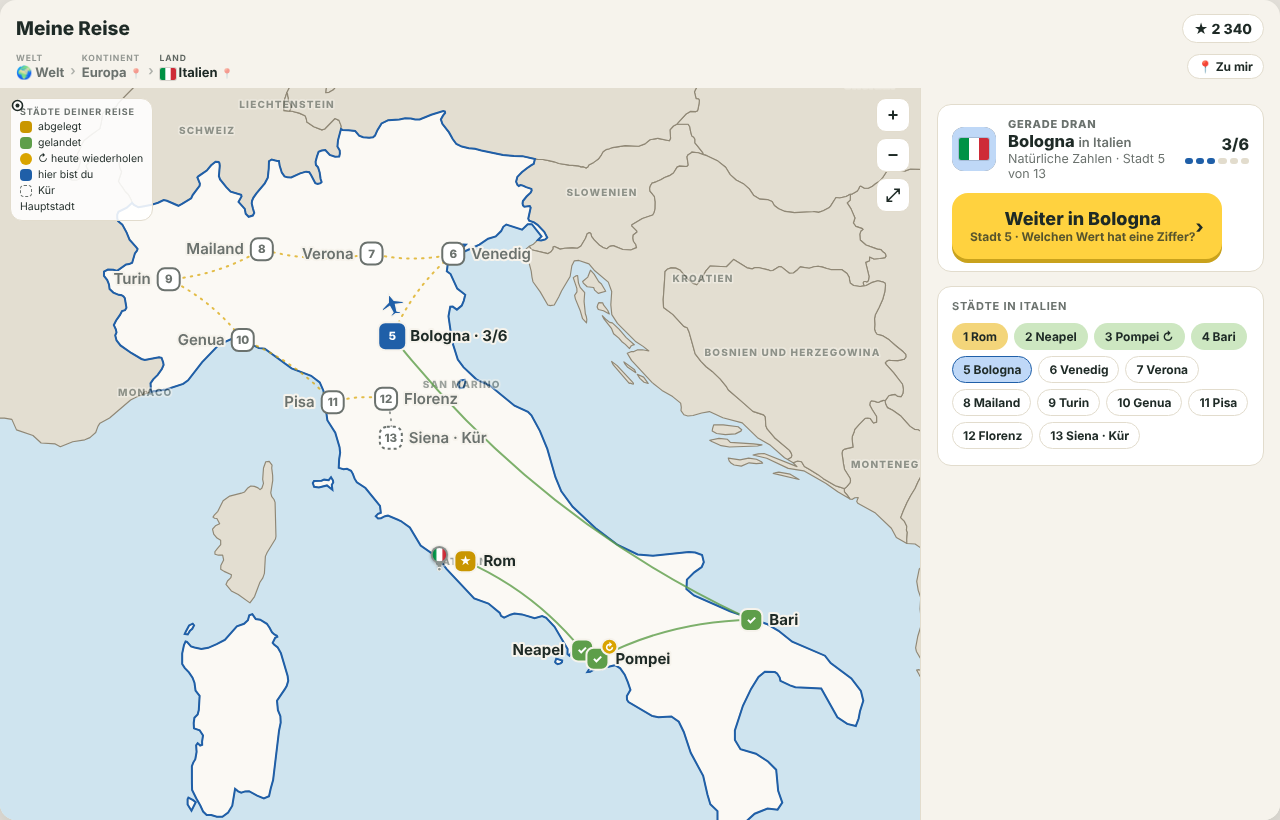 Meine Reise
★ 2 340
WELT
KONTINENT
LAND
Welt › Europa › Italien
Zu mir
STÄDTE DEINER REISE
abgelegt
gelandet
↻ heute wiederholen
hier bist du
Kür
Hauptstadt
LIECHTENSTEIN
SCHWEIZ
SLOWENIEN
KROATIEN
BOSNIEN UND HERZEGOWINA
MONTENEG
MONACO
SAN MARINO
+
−
Mailand 8
Verona 7
6 Venedig
Turin 9
5 Bologna · 3/6
Genua 10
Pisa 11
12 Florenz
13 Siena · Kür
Rom
Bari
Neapel
Pompei
GERADE DRAN
Bologna in Italien
Natürliche Zahlen · Stadt 5
von 13
3/6
Weiter in Bologna
Stadt 5 · Welchen Wert hat eine Ziffer?
›
STÄDTE IN ITALIEN
1 Rom
2 Neapel
3 Pompei ↻
4 Bari
5 Bologna
6 Venedig
7 Verona
8 Mailand
9 Turin
10 Genua
11 Pisa
12 Florenz
13 Siena · Kür